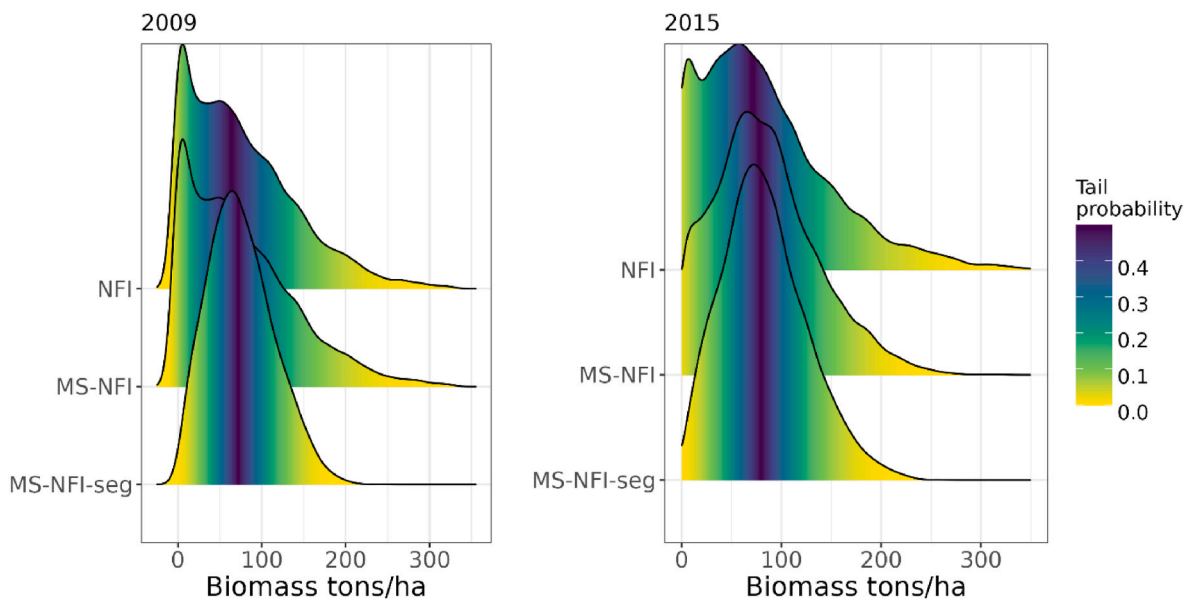 2009
NFI
MS-NFI
MS-NFI-seg
0 100 200 300
Biomass tons/ha
2015
NFI
MS-NFI
MS-NFI-seg
0 100 200 300
Biomass tons/ha
Tail
probability
0.4
0.3
0.2
0.1
0.0